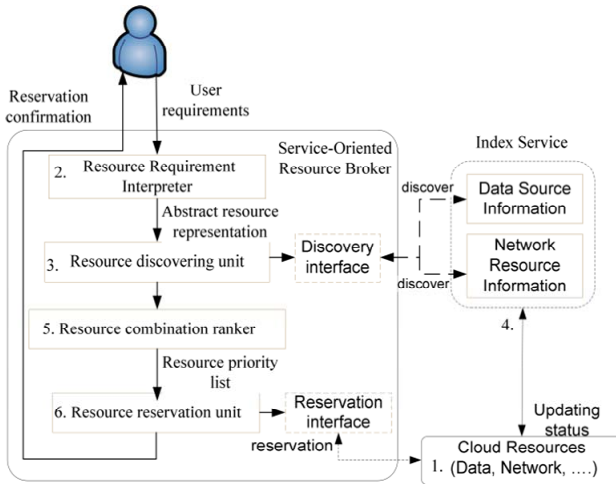 Reservation
confirmation
User
requirements
Service-Oriented
Resource Broker
Index Service
2. Resource Requirement
Interpreter
Abstract resource
representation
3. Resource discovering unit
Discovery
interface
discover
Data Source
Information
Network
Resource
Information
discover
4.
5. Resource combination ranker
Resource priority
list
6. Resource reservation unit
Reservation
interface
reservation
Updating
status
Cloud Resources
1. (Data, Network, ....)